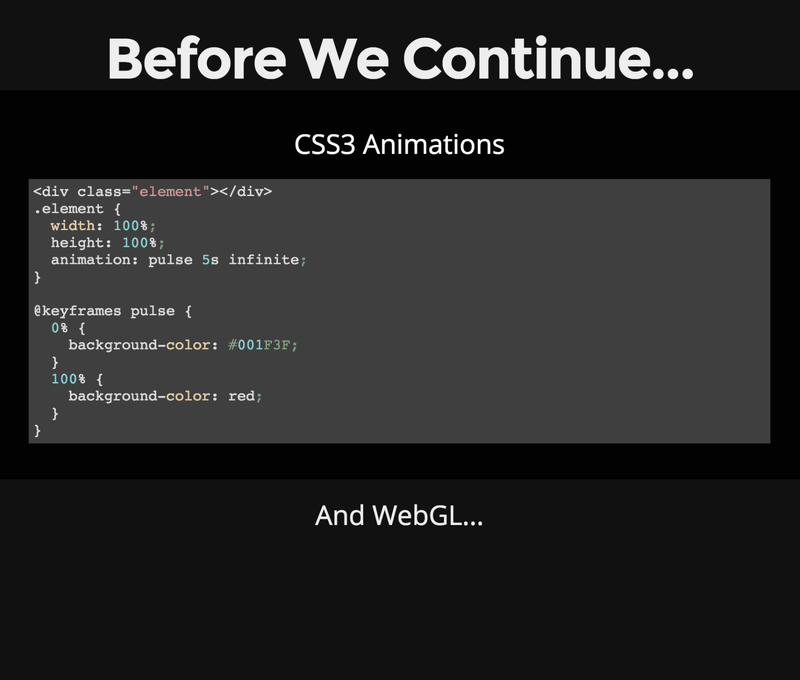 Before We Continue...
CSS3 Animations
<div class="element"></div>
.element {
  width: 100%;
  height: 100%;
  animation: pulse 5s infinite;
}

@keyframes pulse {
  0% {
    background-color: #001F3F;
  }
  100% {
    background-color: red;
  }
}
And WebGL...